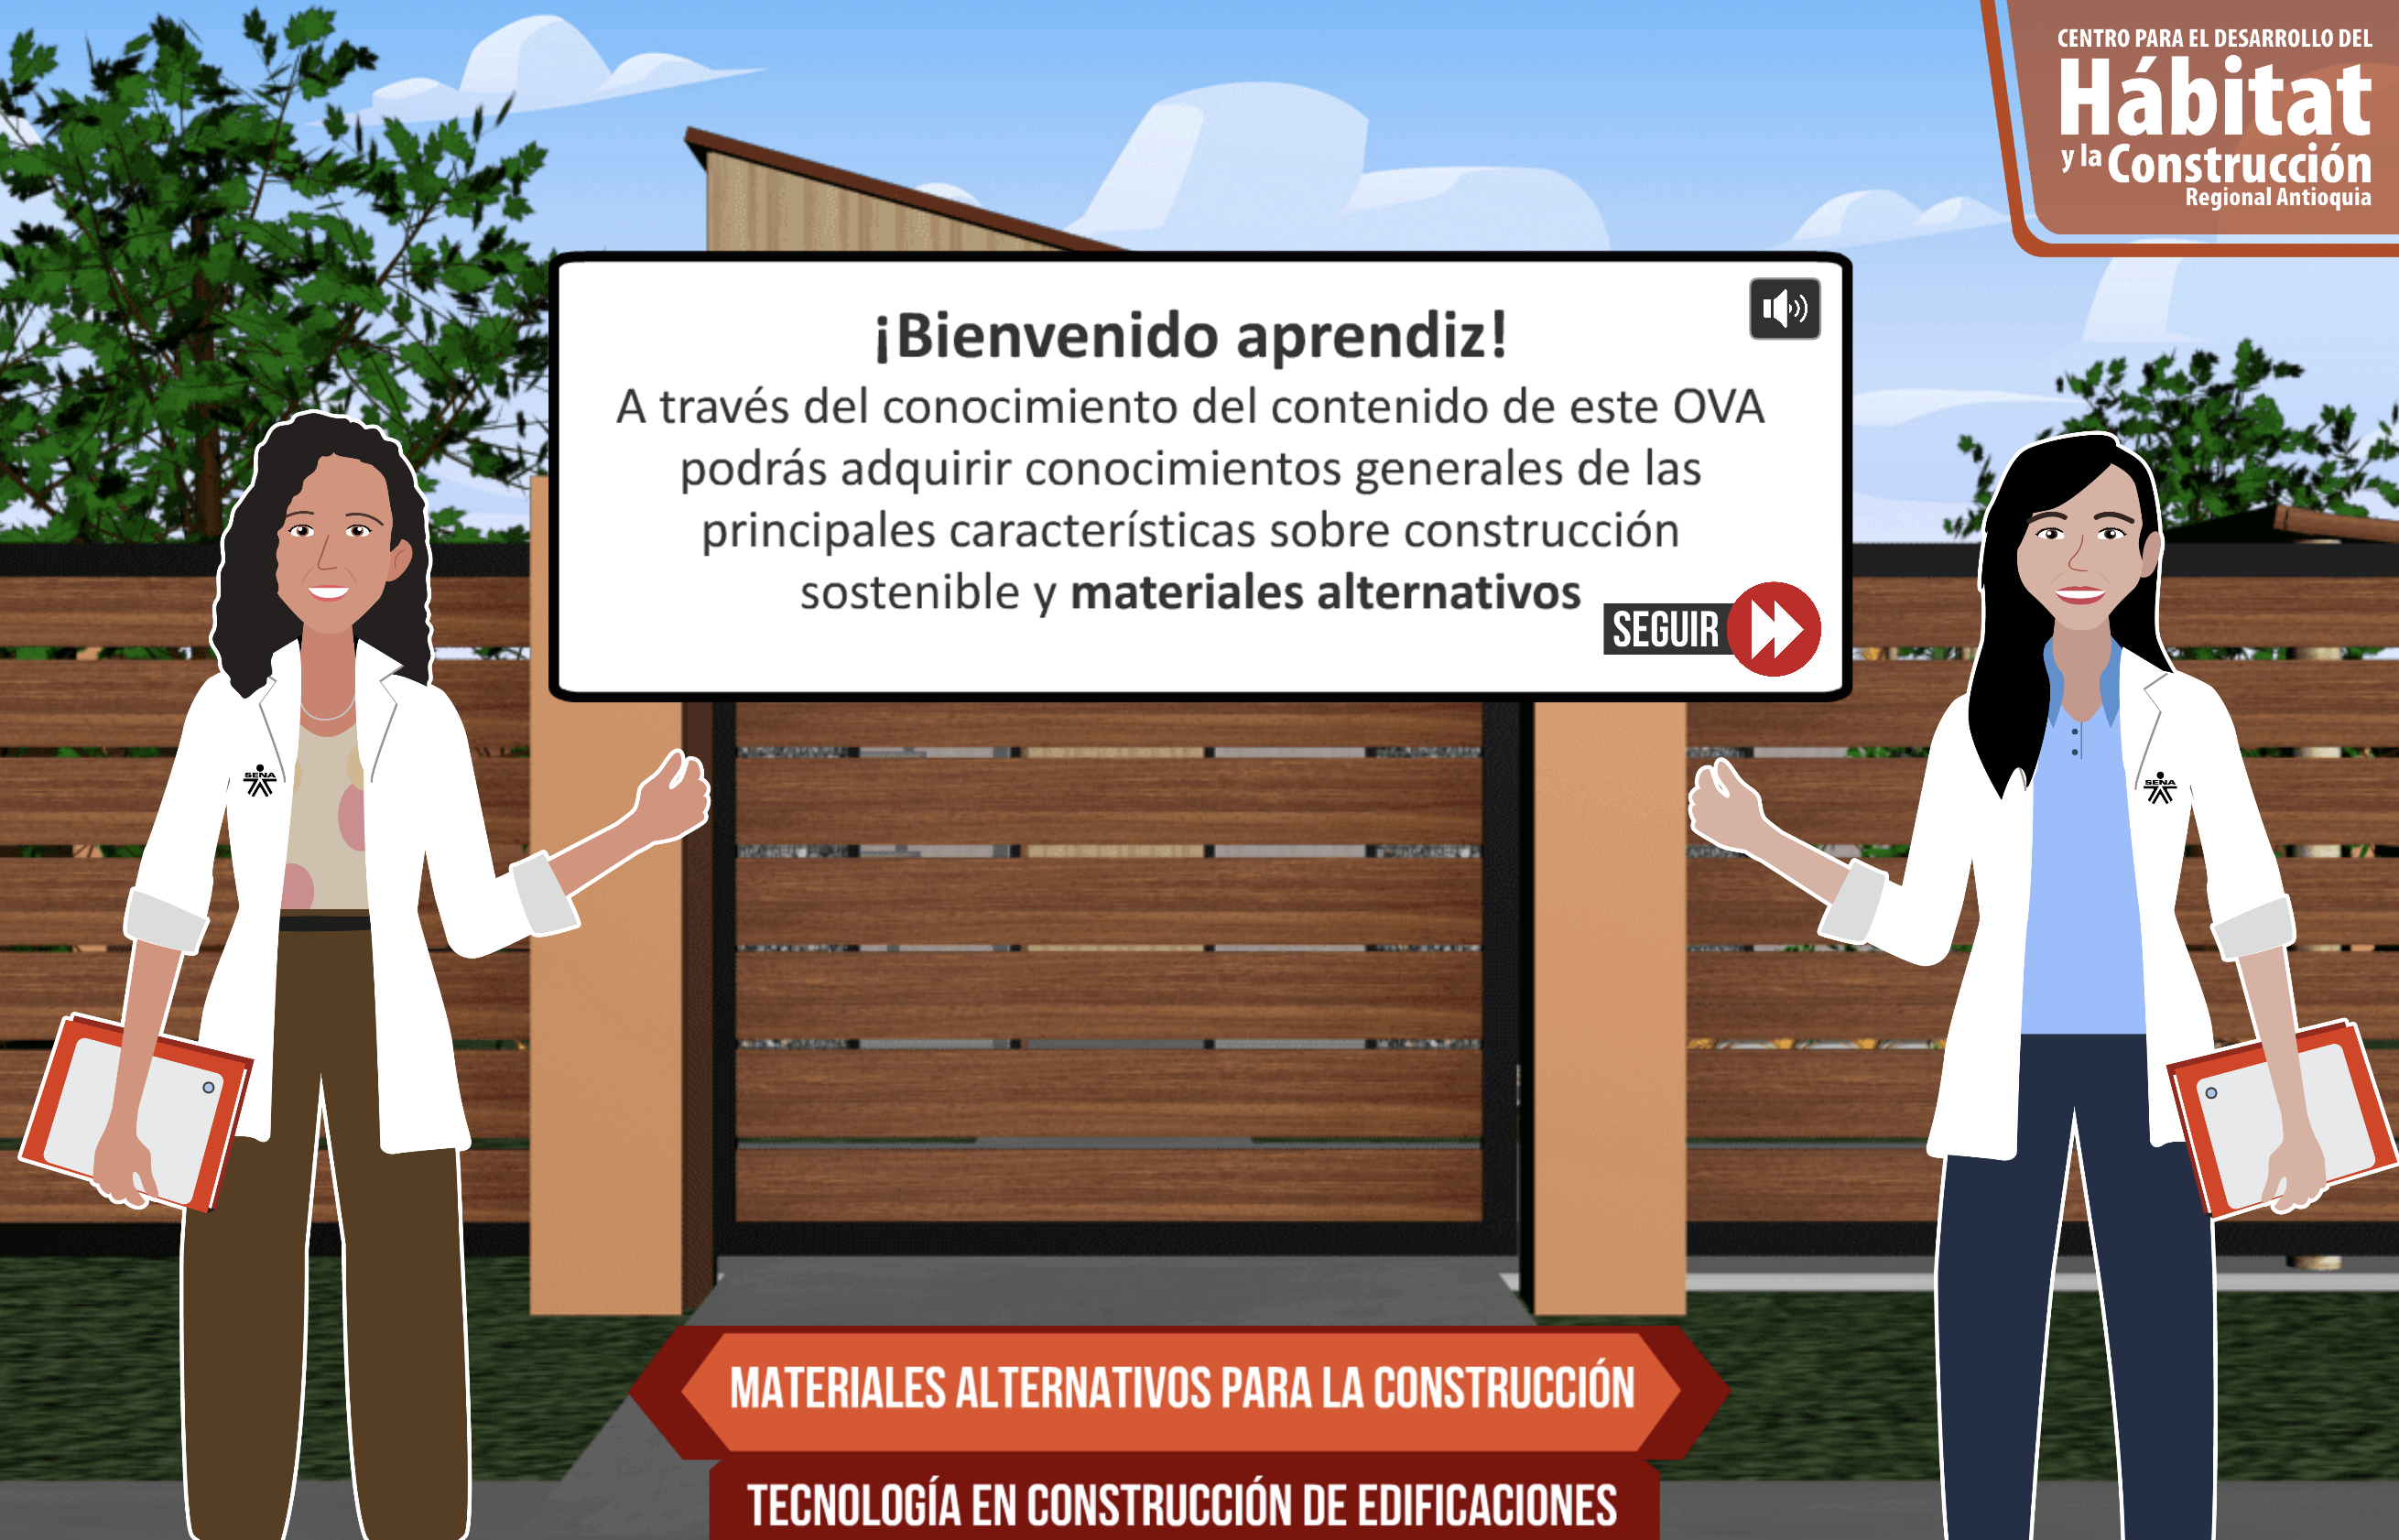 CENTRO PARA EL DESARROLLO DEL
Hábitat
y la Construcción
Regional Antioquia
¡Bienvenido aprendiz!
A través del conocimiento del contenido de este OVA
podrás adquirir conocimientos generales de las
principales características sobre construcción
sostenible y materiales alternativos
SEGUIR
SENA
SENA
MATERIALES ALTERNATIVOS PARA LA CONSTRUCCIÓN
TECNOLOGÍA EN CONSTRUCCIÓN DE EDIFICACIONES